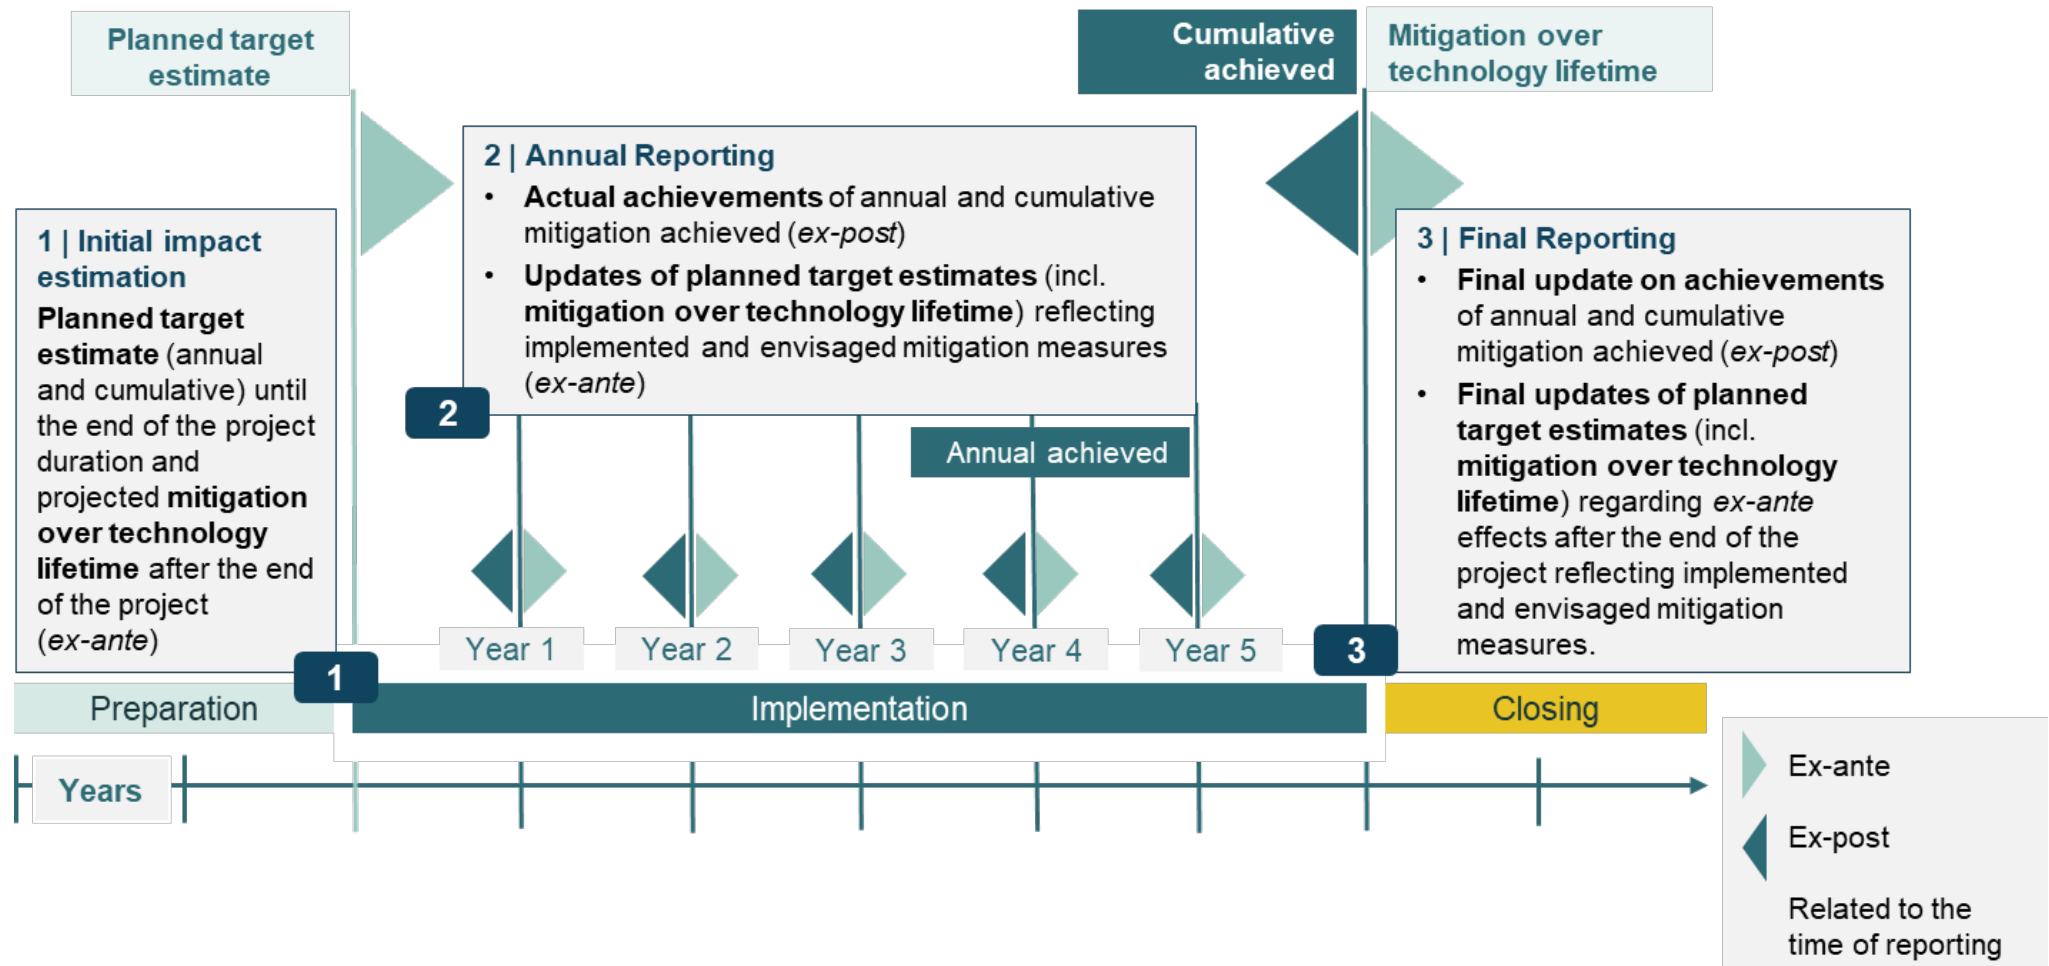 Planned target
estimate
Cumulative
achieved
Mitigation over
technology lifetime
1 | Initial impact
estimation
Planned target
estimate (annual
and cumulative) until
the end of the project
duration and
projected mitigation
over technology
lifetime after the end
of the project
(ex-ante)
2 | Annual Reporting
• Actual achievements of annual and cumulative
mitigation achieved (ex-post)
• Updates of planned target estimates (incl.
mitigation over technology lifetime) reflecting
implemented and envisaged mitigation measures
(ex-ante)
2
Annual achieved
3 | Final Reporting
• Final update on achievements
of annual and cumulative
mitigation achieved (ex-post)
• Final updates of planned
target estimates (incl.
mitigation over technology
lifetime) regarding ex-ante
effects after the end of the
project reflecting implemented
and envisaged mitigation
measures.
Year 1
Year 2
Year 3
Year 4
Year 5
3
1
Preparation
Implementation
Closing
Years
Ex-ante
Ex-post
Related to the
time of reporting